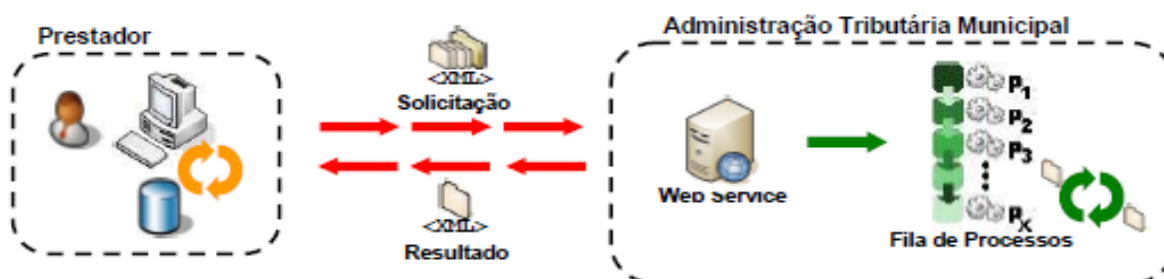 Prestador
<XML>
Solicitação
<XML>
Resultado
Administração Tributária Municipal
Web Service
P1
P2
P3
Px
Fila de Processos